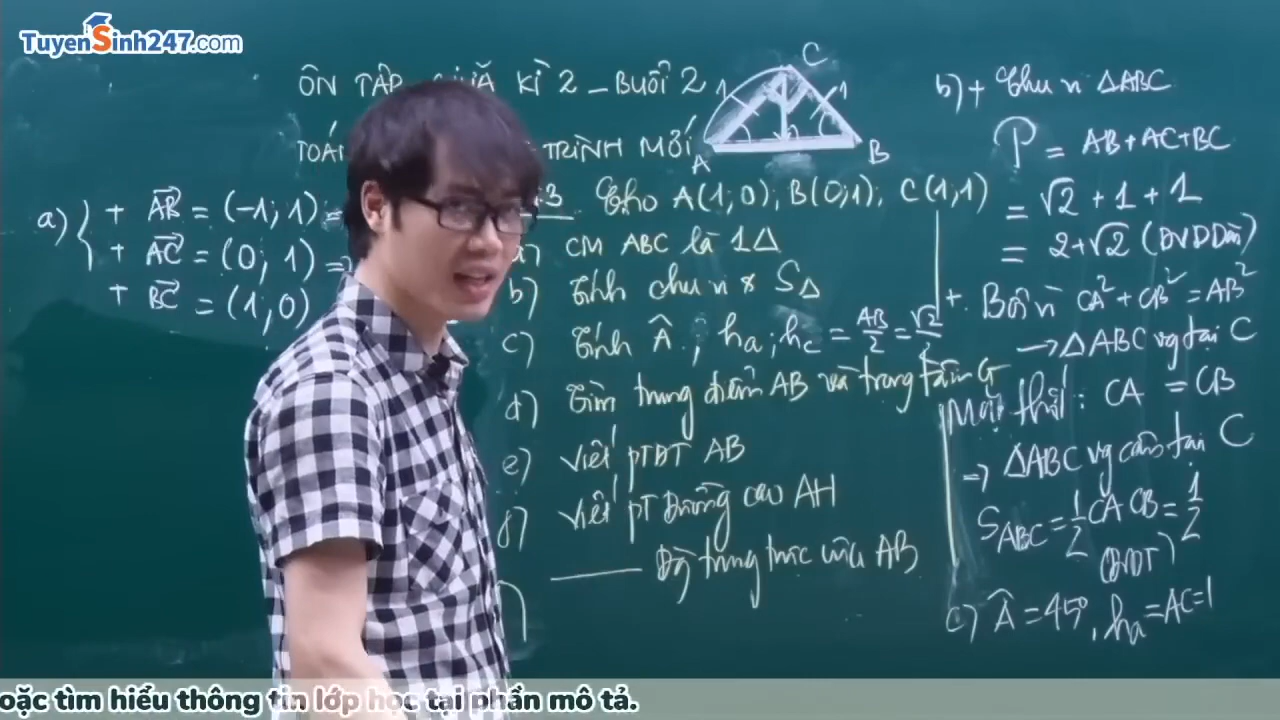 TuyenSinh247.com
ÔN TẬP GIỮA KÌ 2 _ BUỔI 2
TOÁN TRÌNH MỚI
C
1
1
A
B
a) + AB = (-1; 1) =
+ AC = (0; 1) =
+ BC = (1; 0)
3 Cho A(1; 0); B(0;1); C(1;1)
a) CM ABC là 1Δ
b) Tính chu vi & SΔ
c) Tính Â, ha; hc = AB/2 = √2/2
d) Tìm trung điểm AB và trọng tâm G
e) Viết PTĐT AB
f) Viết PT Đường cao AH
Đg trung trực của AB
b) + Chu vi ΔABC
P = AB + AC + BC
= √2 + 1 + 1
= 2+√2 (ĐVDDài)
+ Bởi vì CA² + CB² = AB²
→ ΔABC vg tại C
Mặt # : CA = CB
=> ΔABC vg cân tại C
SABC = 1/2 CA CB = 1/2
(ĐVDT)
c) Â = 45°, ha = AC = 1
oặc tìm hiểu thông tin lớp học tại phần mô tả.